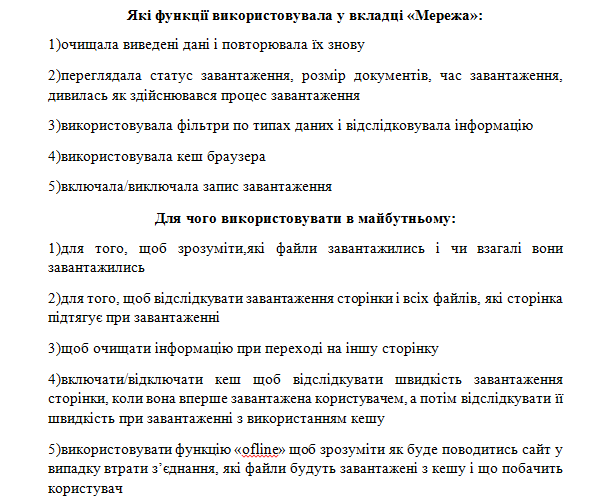 Які функції використовувала у вкладці «Мережа»:
1)очищала виведені дані і повторювала їх знову
2)переглядала статус завантаження, розмір документів, час завантаження,
дивилась як здійснювався процес завантаження
3)використовувала фільтри по типах даних і відслідковувала інформацію
4)використовувала кеш браузера
5)включала/виключала запис завантаження
Для чого використовувати в майбутньому:
1)для того, щоб зрозуміти,які файли завантажились і чи взагалі вони
завантажились
2)для того, щоб відслідкувати завантаження сторінки і всіх файлів, які сторінка
підтягує при завантаженні
3)щоб очищати інформацію при переході на іншу сторінку
4)включати/відключати кеш щоб відслідкувати швидкість завантаження
сторінки, коли вона вперше завантажена користувачем, а потім відслідкувати її
швидкість при завантаженні з використанням кешу
5)використовувати функцію «ofline» щоб зрозуміти як буде поводитись сайт у
випадку втрати з’єднання, які файли будуть завантажені з кешу і що побачить
користувач